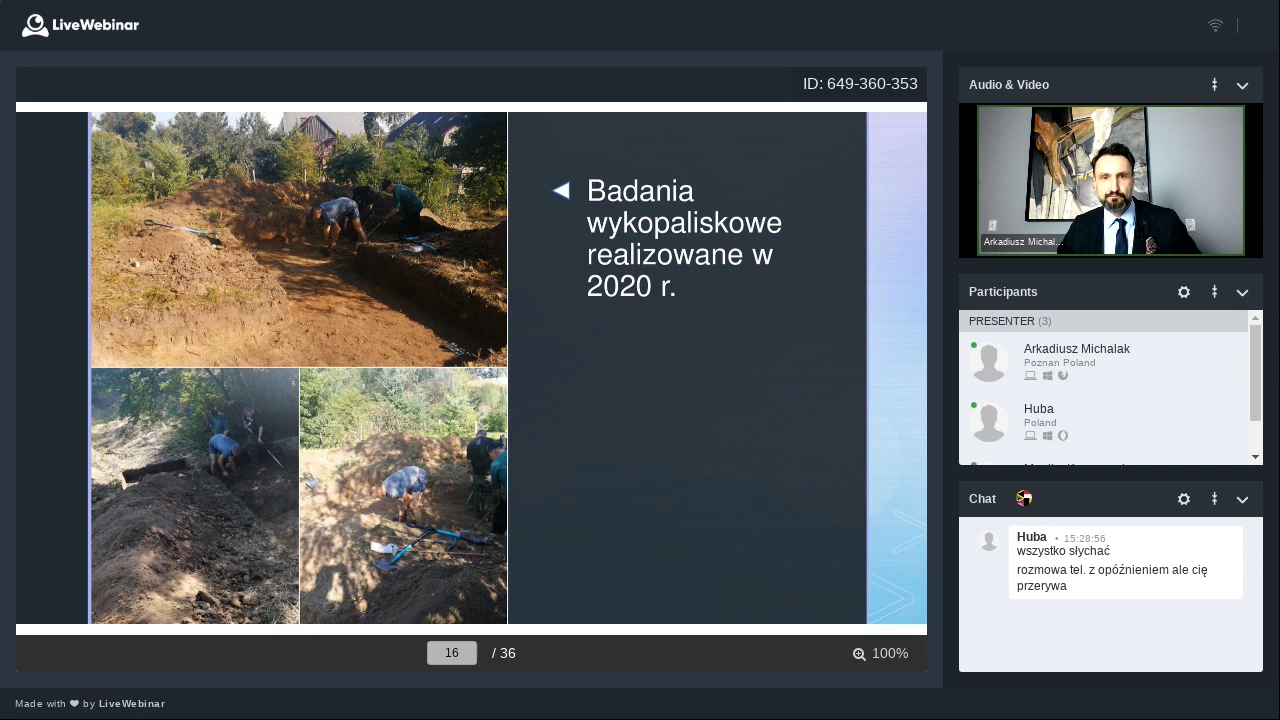 LiveWebinar
ID: 649-360-353
Badania
wykopaliskowe
realizowane w
2020 r.
16 / 36
100%
Audio & Video
Arkadiusz Michal...
Participants
PRESENTER (3)
Arkadiusz Michalak
Poznan Poland
Huba
Poland
Chat
Huba • 15:28:56
wszystko słychać
rozmowa tel. z opóźnieniem ale cię
przerywa
Made with ❤ by LiveWebinar